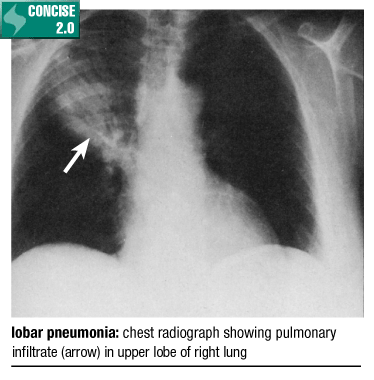 CONCISE
2.0
lobar pneumonia: chest radiograph showing pulmonary
infiltrate (arrow) in upper lobe of right lung